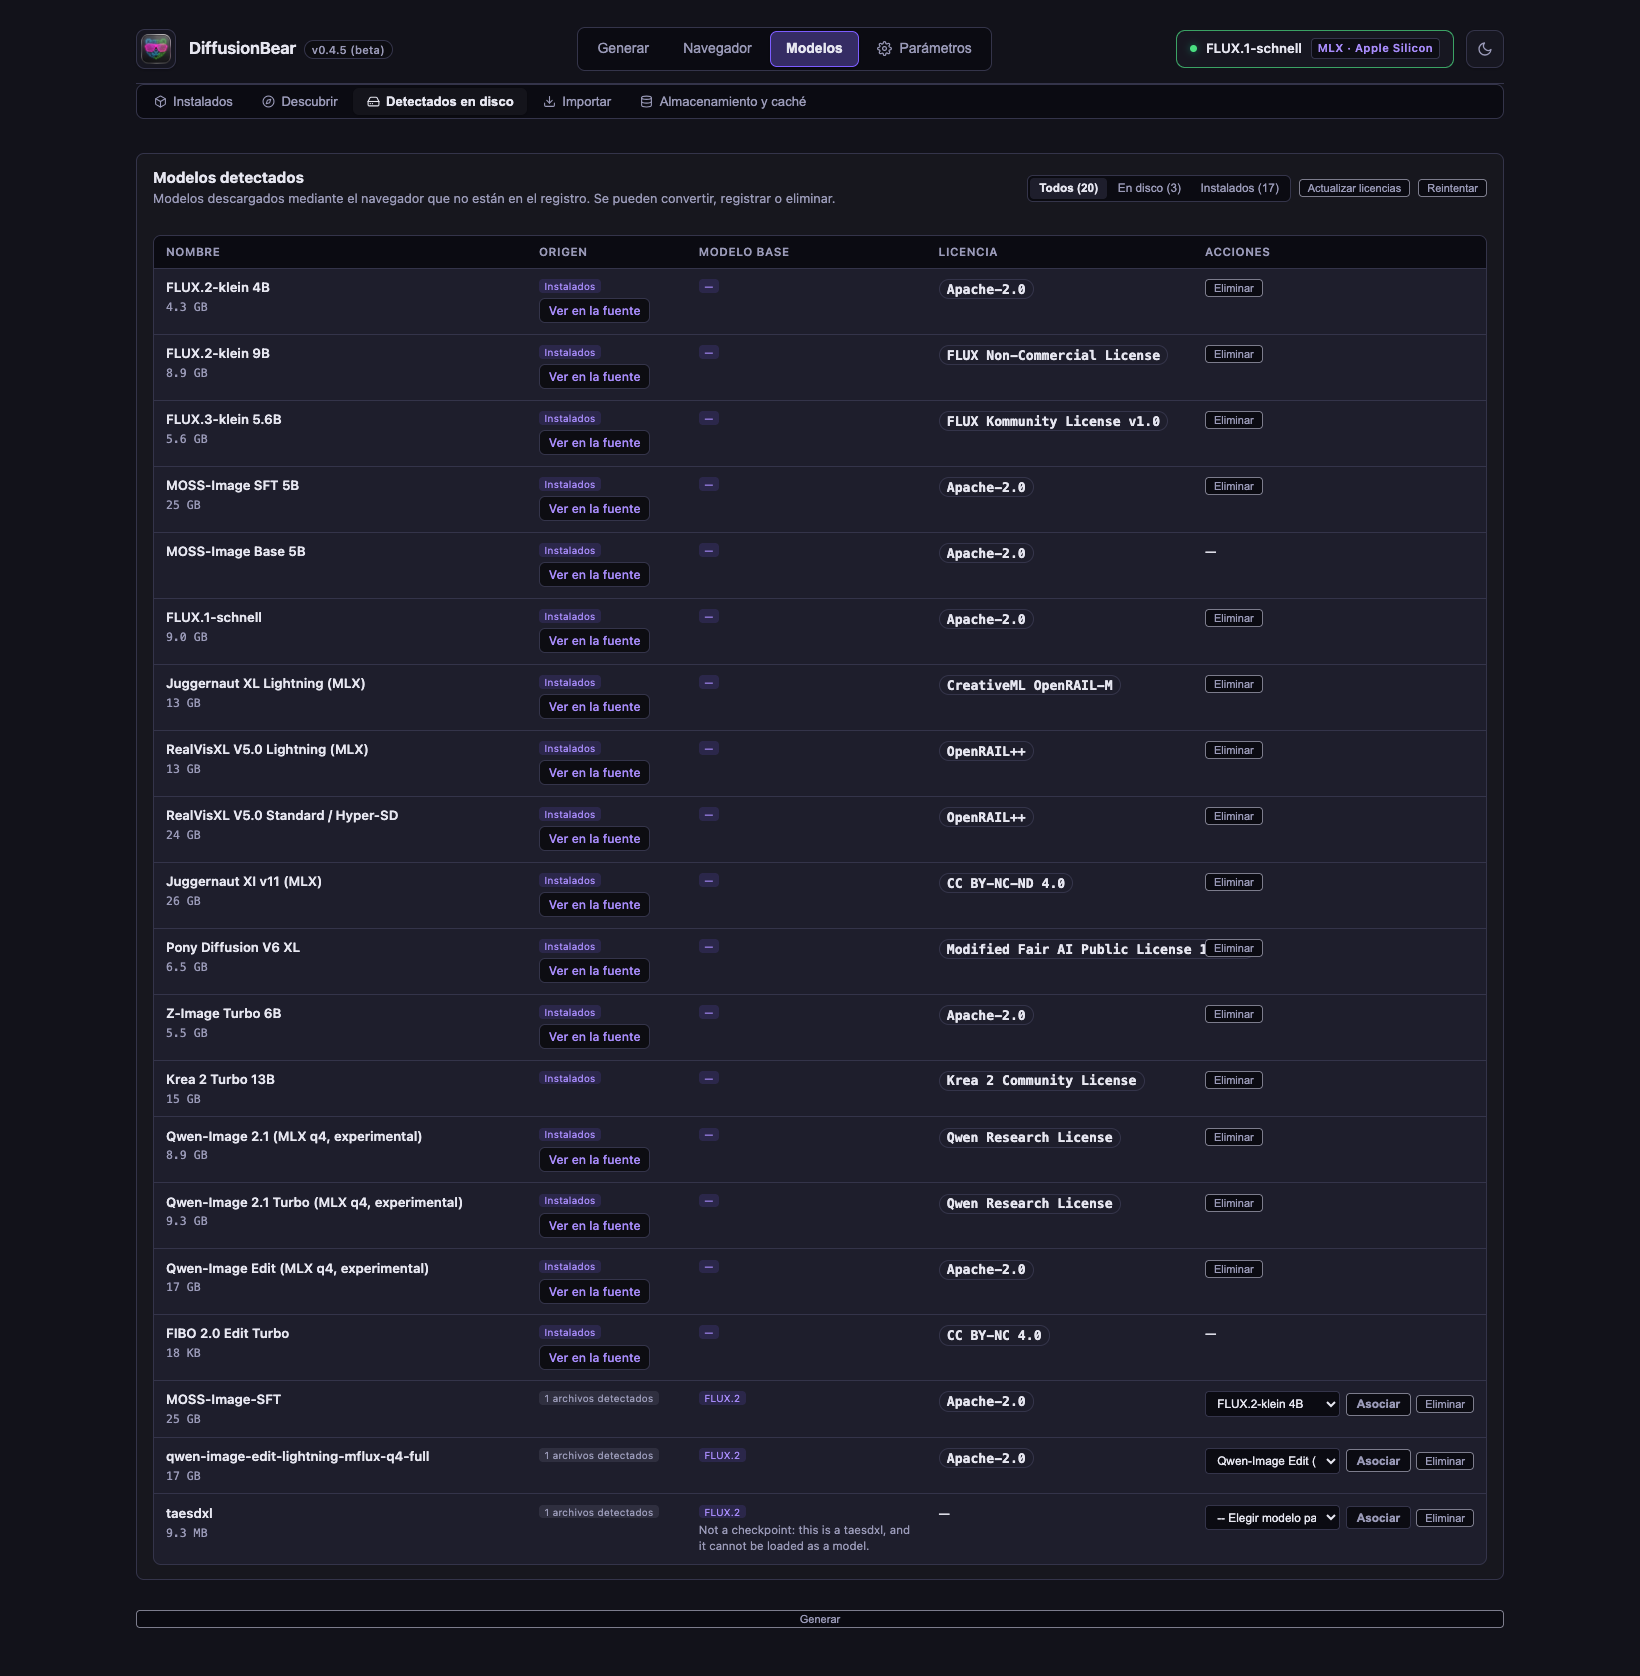 DiffusionBear v0.4.5 (beta)
Generar Navegador Modelos Parámetros
FLUX.1-schnell MLX · Apple Silicon
Instalados Descubrir Detectados en disco Importar Almacenamiento y caché
Modelos detectados
Modelos descargados mediante el navegador que no están en el registro. Se pueden convertir, registrar o eliminar.
Todos (20) En disco (3) Instalados (17) Actualizar licencias Reintentar
NOMBRE ORIGEN MODELO BASE LICENCIA ACCIONES
FLUX.2-klein 4B Instalados — Apache-2.0 Eliminar
4.3 GB Ver en la fuente
FLUX.2-klein 9B Instalados — FLUX Non-Commercial License Eliminar
8.9 GB Ver en la fuente
FLUX.3-klein 5.6B Instalados — FLUX Kommunity License v1.0 Eliminar
5.6 GB Ver en la fuente
MOSS-Image SFT 5B Instalados — Apache-2.0 Eliminar
25 GB Ver en la fuente
MOSS-Image Base 5B Instalados — Apache-2.0 —
Ver en la fuente
FLUX.1-schnell Instalados — Apache-2.0 Eliminar
9.0 GB Ver en la fuente
Juggernaut XL Lightning (MLX) Instalados — CreativeML OpenRAIL-M Eliminar
13 GB Ver en la fuente
RealVisXL V5.0 Lightning (MLX) Instalados — OpenRAIL++ Eliminar
13 GB Ver en la fuente
RealVisXL V5.0 Standard / Hyper-SD Instalados — OpenRAIL++ Eliminar
24 GB Ver en la fuente
Juggernaut XI v11 (MLX) Instalados — CC BY-NC-ND 4.0 Eliminar
26 GB Ver en la fuente
Pony Diffusion V6 XL Instalados — Modified Fair AI Public License 1 Eliminar
6.5 GB Ver en la fuente
Z-Image Turbo 6B Instalados — Apache-2.0 Eliminar
5.5 GB Ver en la fuente
Krea 2 Turbo 13B Instalados — Krea 2 Community License Eliminar
15 GB
Qwen-Image 2.1 (MLX q4, experimental) Instalados — Qwen Research License Eliminar
8.9 GB Ver en la fuente
Qwen-Image 2.1 Turbo (MLX q4, experimental) Instalados — Qwen Research License Eliminar
9.3 GB Ver en la fuente
Qwen-Image Edit (MLX q4, experimental) Instalados — Apache-2.0 Eliminar
17 GB Ver en la fuente
FIBO 2.0 Edit Turbo Instalados — CC BY-NC 4.0 —
18 KB Ver en la fuente
MOSS-Image-SFT 1 archivos detectados FLUX.2 Apache-2.0 FLUX.2-klein 4B Asociar Eliminar
25 GB
qwen-image-edit-lightning-mflux-q4-full 1 archivos detectados FLUX.2 Apache-2.0 Qwen-Image Edit ( Asociar Eliminar
17 GB
taesdxl 1 archivos detectados FLUX.2 — -- Elegir modelo pa Asociar Eliminar
9.3 MB Not a checkpoint: this is a taesdxl, and
it cannot be loaded as a model.
Generar